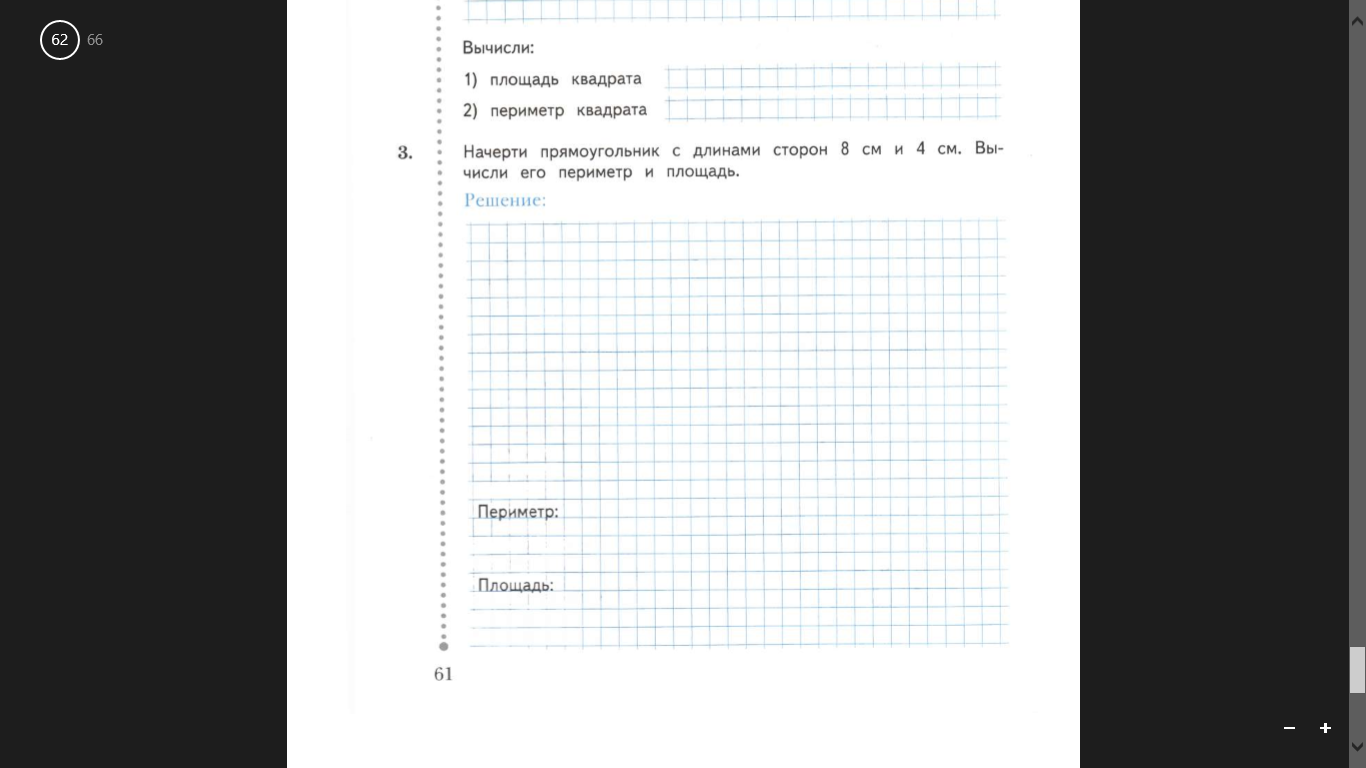 62 66
Вычисли:
1) площадь квадрата
2) периметр квадрата
3. Начерти прямоугольник с длинами сторон 8 см и 4 см. Вы-
числи его периметр и площадь.
Решение:
Периметр:
Площадь:
61